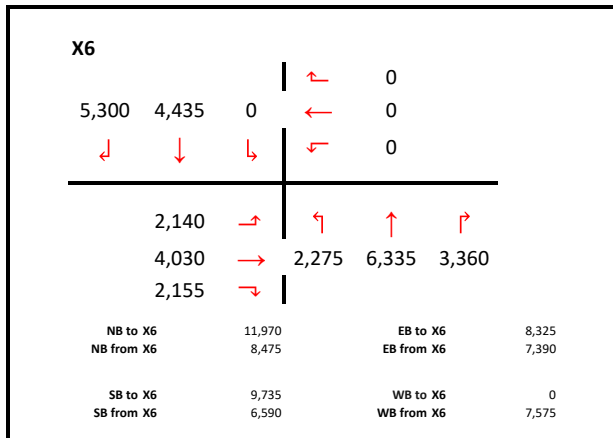 X6
0
5,300 4,435 0 0
0
2,140
4,030 2,275 6,335 3,360
2,155
NB to X6 11,970 EB to X6 8,325
NB from X6 8,475 EB from X6 7,390
SB to X6 9,735 WB to X6 0
SB from X6 6,590 WB from X6 7,575